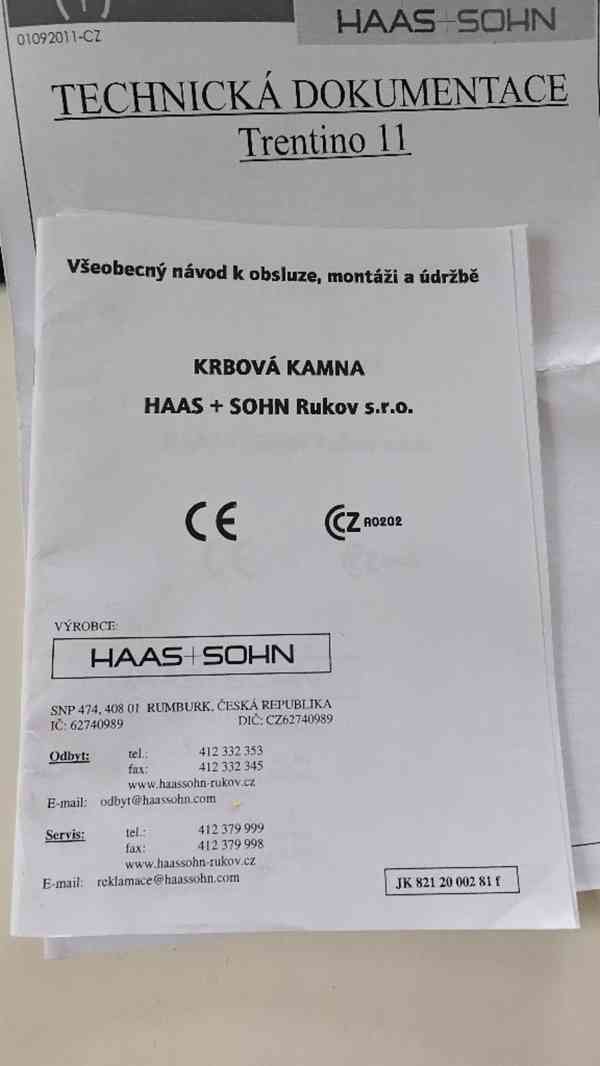 01092011-CZ
HAAS+SOHN
TECHNICKÁ DOKUMENTACE
Trentino 11
Všeobecný návod k obsluze, montáži a údržbě
KRBOVÁ KAMNA
HAAS + SOHN Rukov s.r.o.
CE CZ AO2O2
VÝROBCE:
HAAS+SOHN
SNP 474, 408 01 RUMBURK, ČESKÁ REPUBLIKA
IČ: 62740989 DIČ: CZ62740989
Odbyt: tel.: 412 332 353
fax: 412 332 345
www.haassohn-rukov.cz
E-mail: odbyt@haassohn.com
Servis: tel.: 412 379 999
fax: 412 379 998
www.haassohn-rukov.cz
E-mail: reklamace@haassohn.com
JK 821 20 002 81 f